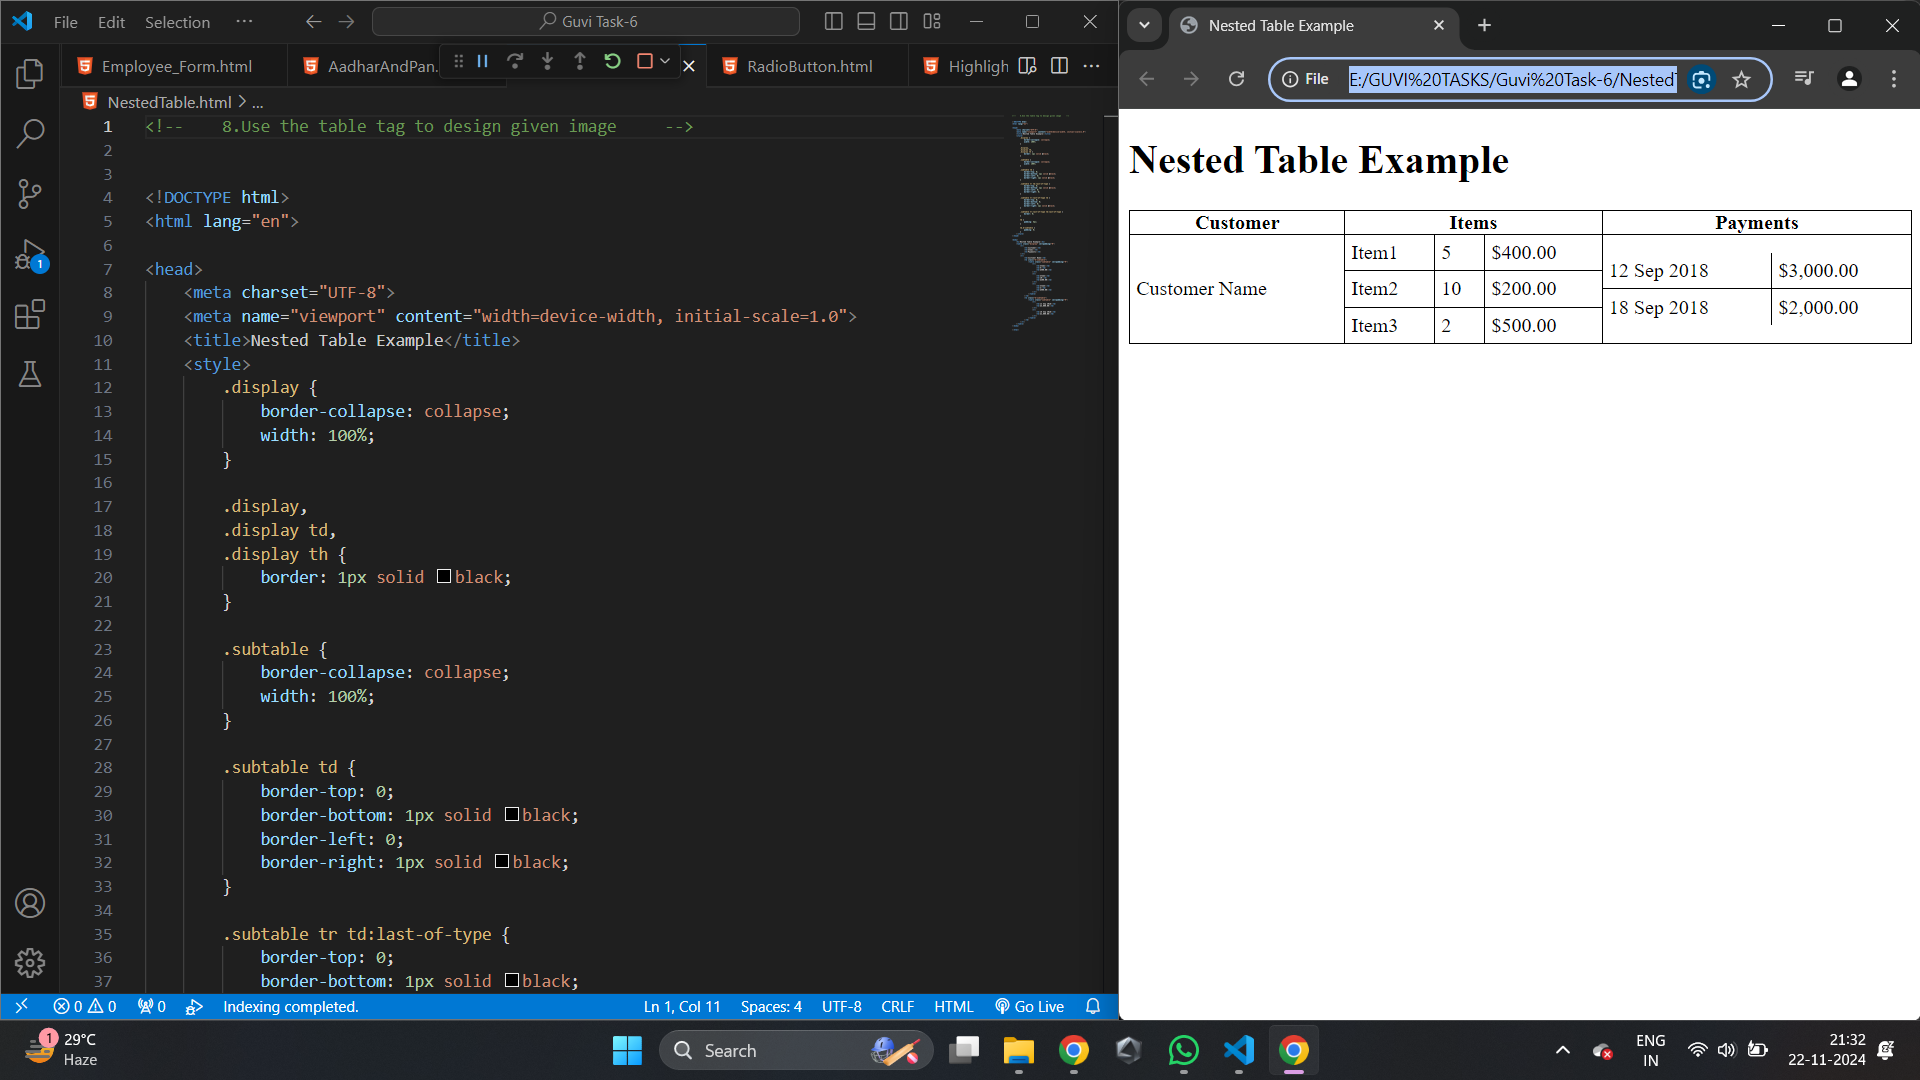 File Edit Selection ···
Guvi Task-6
Employee_Form.html
AadharAndPan.
RadioButton.html
Highligh
NestedTable.html > ...
1 <!-- 8.Use the table tag to design given image -->
2
3
4 <!DOCTYPE html>
5 <html lang="en">
6
7 <head>
8 <meta charset="UTF-8">
9 <meta name="viewport" content="width=device-width, initial-scale=1.0">
10 <title>Nested Table Example</title>
11 <style>
12 .display {
13 border-collapse: collapse;
14 width: 100%;
15 }
16
17 .display,
18 .display td,
19 .display th {
20 border: 1px solid black;
21 }
22
23 .subtable {
24 border-collapse: collapse;
25 width: 100%;
26 }
27
28 .subtable td {
29 border-top: 0;
30 border-bottom: 1px solid black;
31 border-left: 0;
32 border-right: 1px solid black;
33 }
34
35 .subtable tr td:last-of-type {
36 border-top: 0;
37 border-bottom: 1px solid black;
1
0 0 0 Indexing completed. Ln 1, Col 11 Spaces: 4 UTF-8 CRLF HTML Go Live
Nested Table Example
File E:/GUVI%20TASKS/Guvi%20Task-6/Nested
Nested Table Example
Customer Items Payments
Customer Name
Item1 5 $400.00
Item2 10 $200.00
Item3 2 $500.00
12 Sep 2018 $3,000.00
18 Sep 2018 $2,000.00
1
29°C
Haze
Search
ENG
IN
21:32
22-11-2024